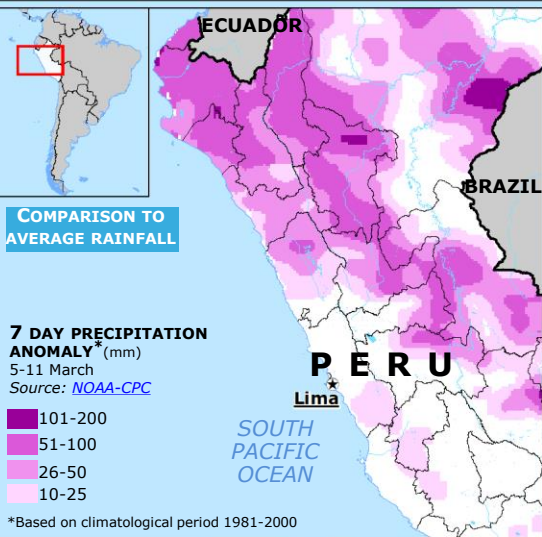 ECUADOR
BRAZIL
COMPARISON TO
AVERAGE RAINFALL
7 DAY PRECIPITATION
ANOMALY* (mm)
5-11 March
Source: NOAA-CPC
PERU
Lima
101-200
51-100
26-50
10-25
SOUTH
PACIFIC
OCEAN
*Based on climatological period 1981-2000